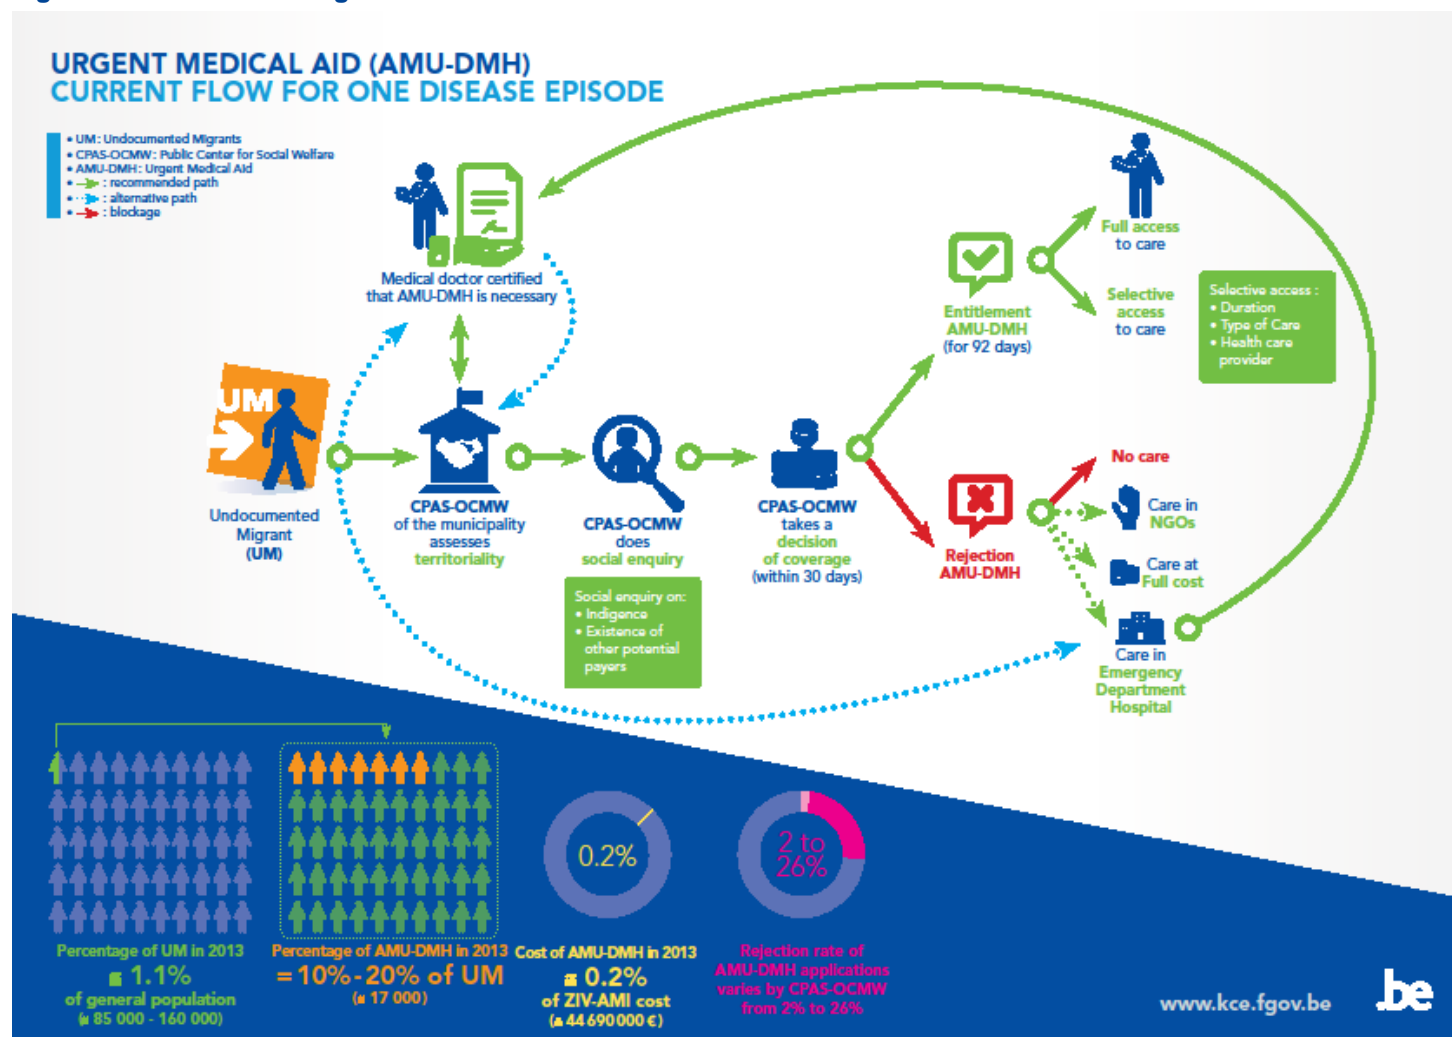 URGENT MEDICAL AID (AMU-DMH)
CURRENT FLOW FOR ONE DISEASE EPISODE
• UM : Undocumented Migrants
• CPAS-OCMW : Public Center for Social Welfare
• AMU-DMH : Urgent Medical Aid
• : recommended path
• : alternative path
• : blockage
Medical doctor certified
that AMU-DMH is necessary
UM
Undocumented
Migrant
(UM)
CPAS-OCMW
of the municipality
assesses
territoriality
CPAS-OCMW
does
social enquiry
Social enquiry on:
• Indigence
• Existence of
other potential
payers
CPAS-OCMW
takes a
decision
of coverage
(within 30 days)
Entitlement
AMU-DMH
(for 92 days)
Full access
to care
Selective
access
to care
Selective access :
• Duration
• Type of Care
• Health care
provider
Rejection
AMU-DMH
No care
Care in
NGOs
Care at
Full cost
Care in
Emergency
Department
Hospital
Percentage of UM in 2013
1.1%
of general population
( 85 000 - 160 000)
Percentage of AMU-DMH in 2013
= 10% - 20% of UM
( 17 000)
0.2%
Cost of AMU-DMH in 2013
0.2%
of ZIV-AMI cost
( 44 690 000 €)
2 to
26%
Rejection rate of
AMU-DMH applications
varies by CPAS-OCMW
from 2% to 26%
www.kce.fgov.be
.be